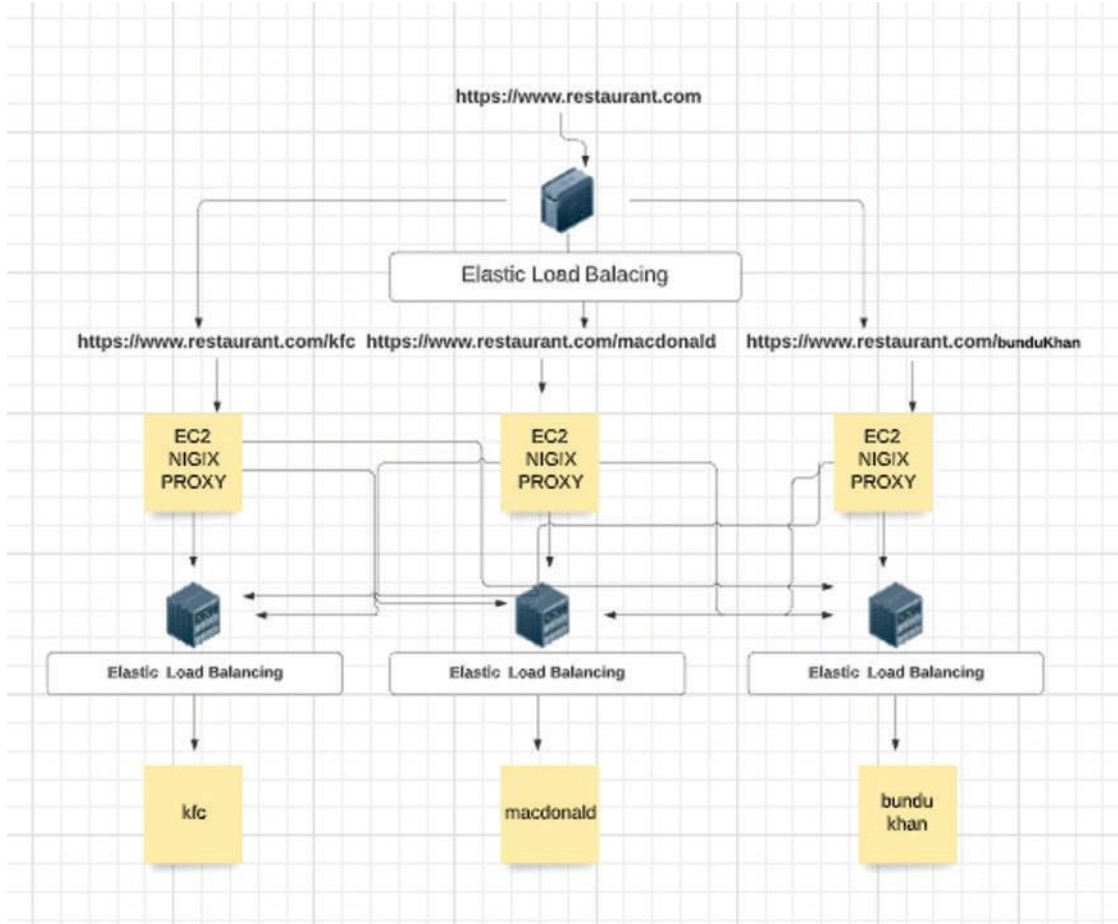 https://www.restaurant.com
Elastic Load Balacing
https://www.restaurant.com/kfc
https://www.restaurant.com/macdonald
https://www.restaurant.com/bunduKhan
EC2
NIGIX
PROXY
EC2
NIGIX
PROXY
EC2
NIGIX
PROXY
Elastic Load Balancing
Elastic Load Balancing
Elastic Load Balancing
kfc
macdonald
bundu
khan